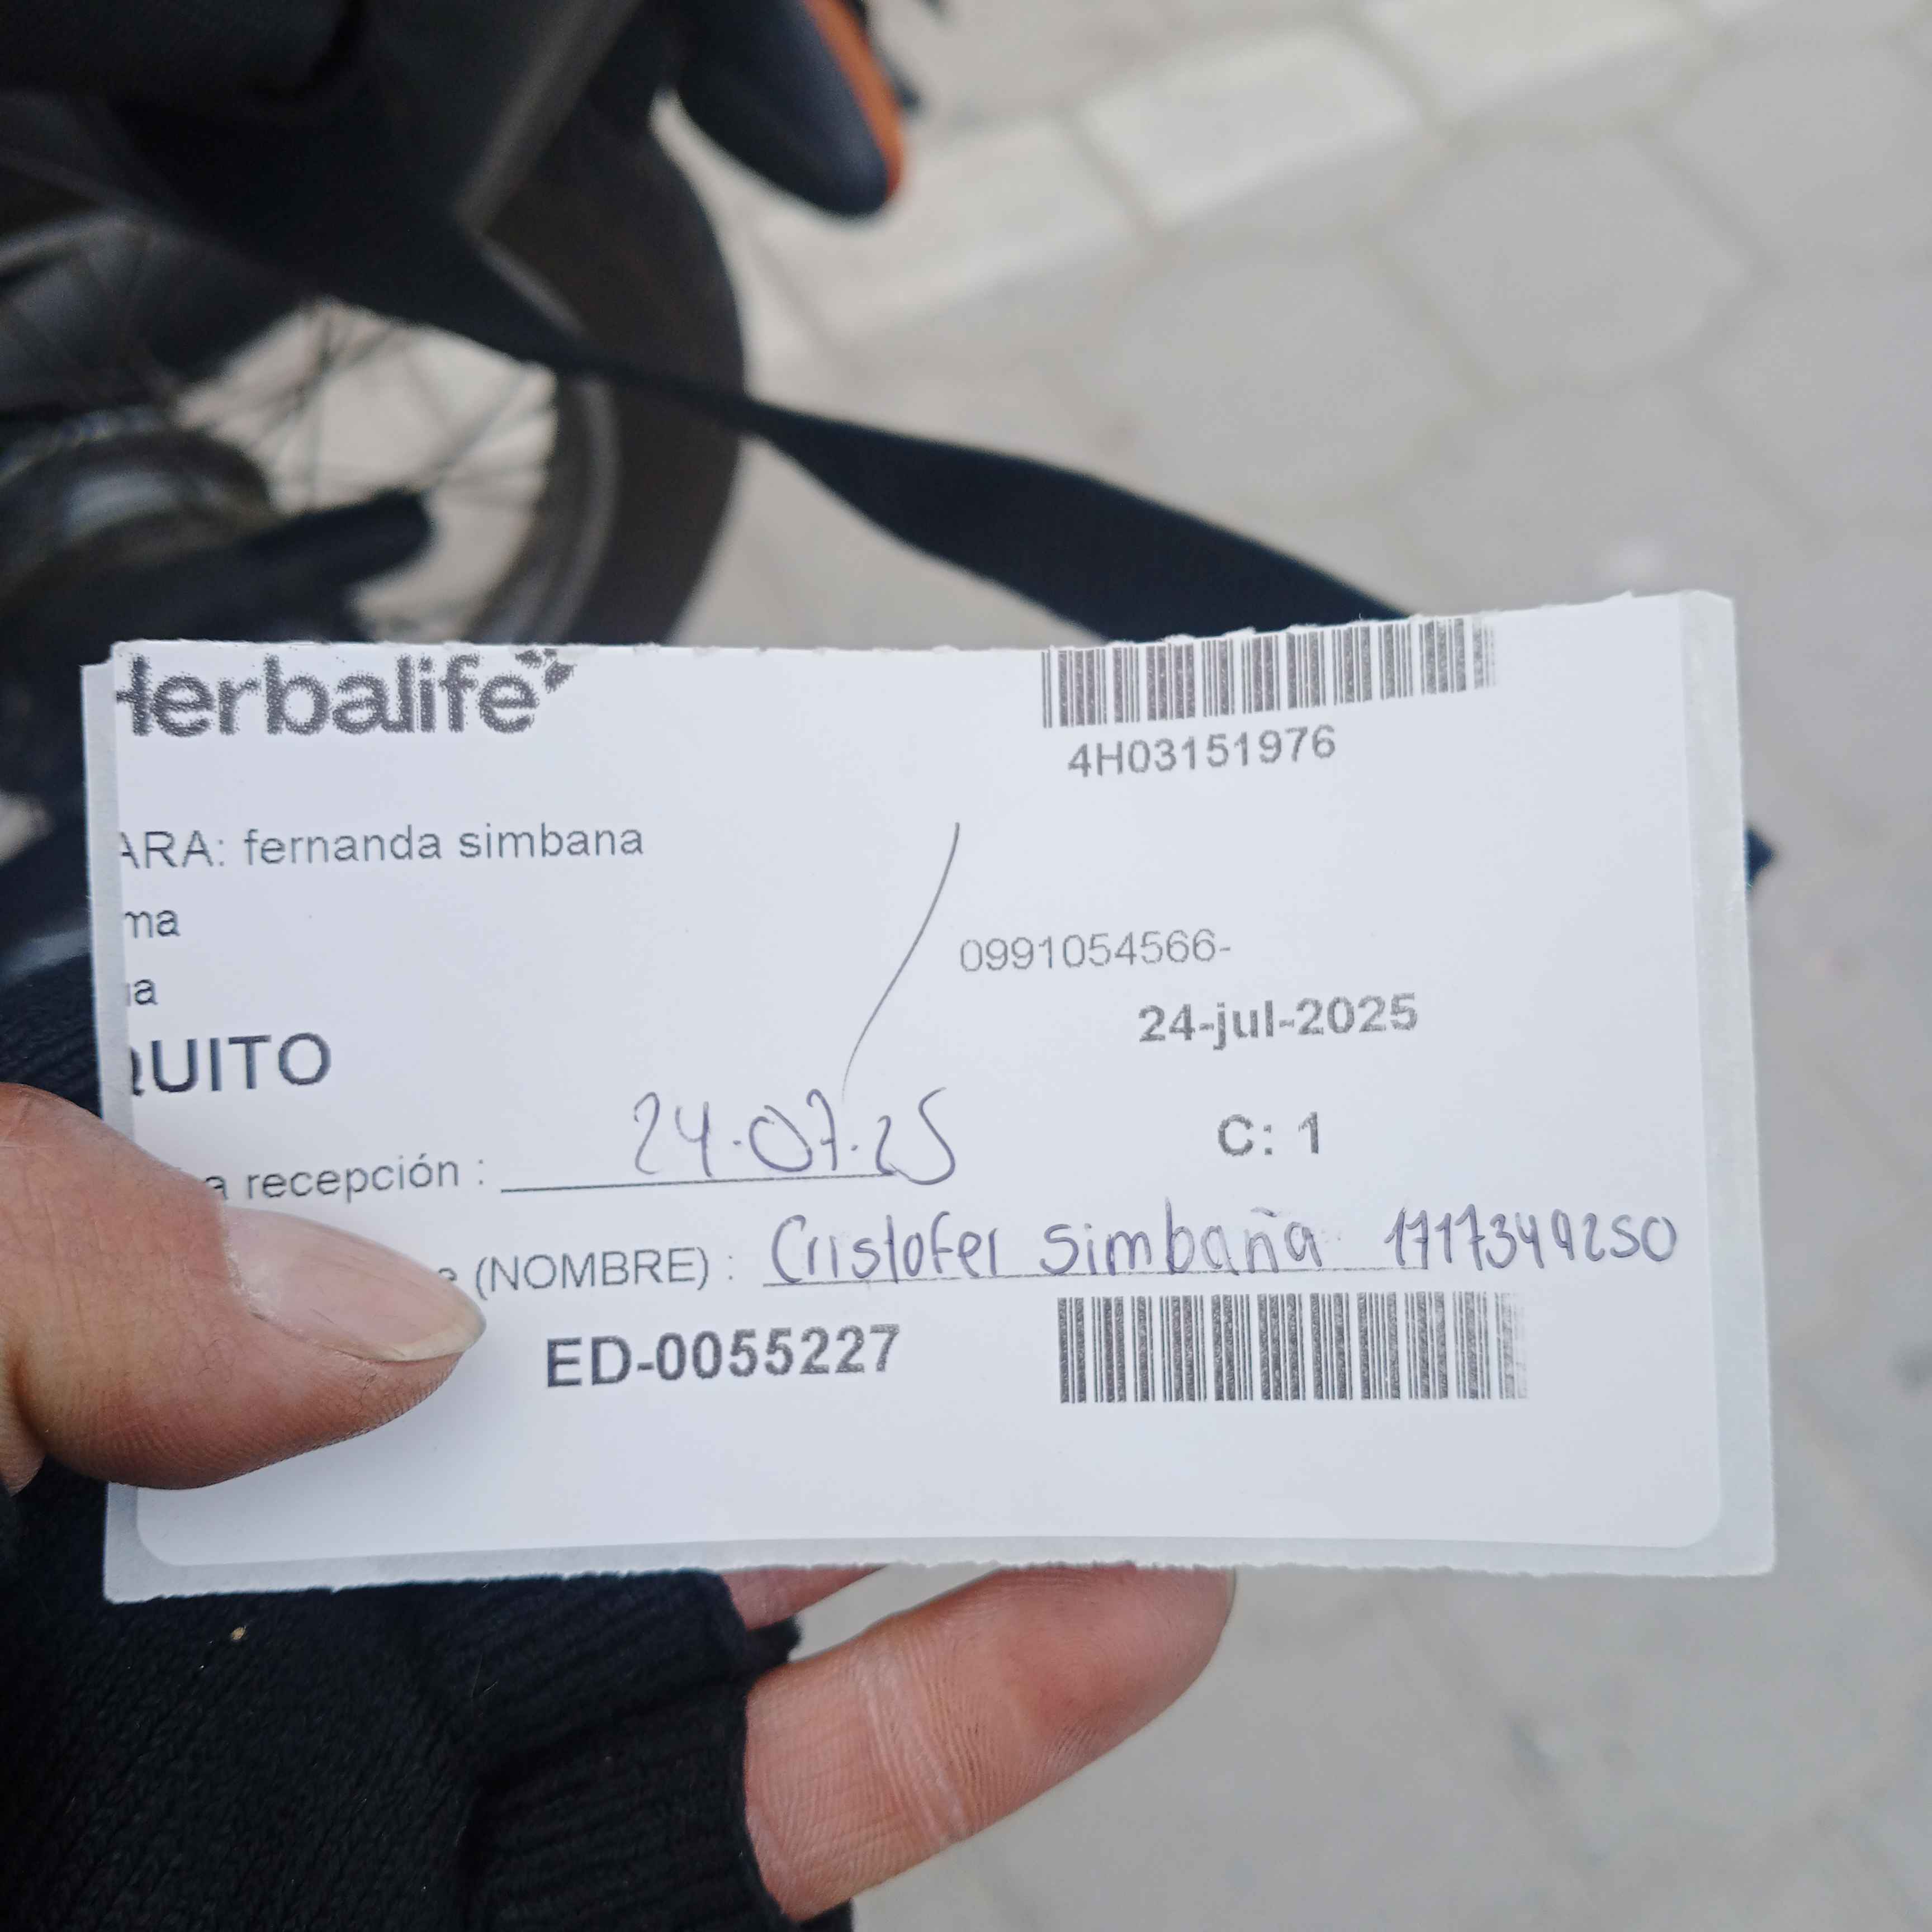 Herbalife
4H03151976
ARA: fernanda simbana
ma
0991054566-
24-jul-2025
QUITO
C: 1
a recepción : 24.07.25
(NOMBRE) : Cristofer Simbaña 1717349250
ED-0055227